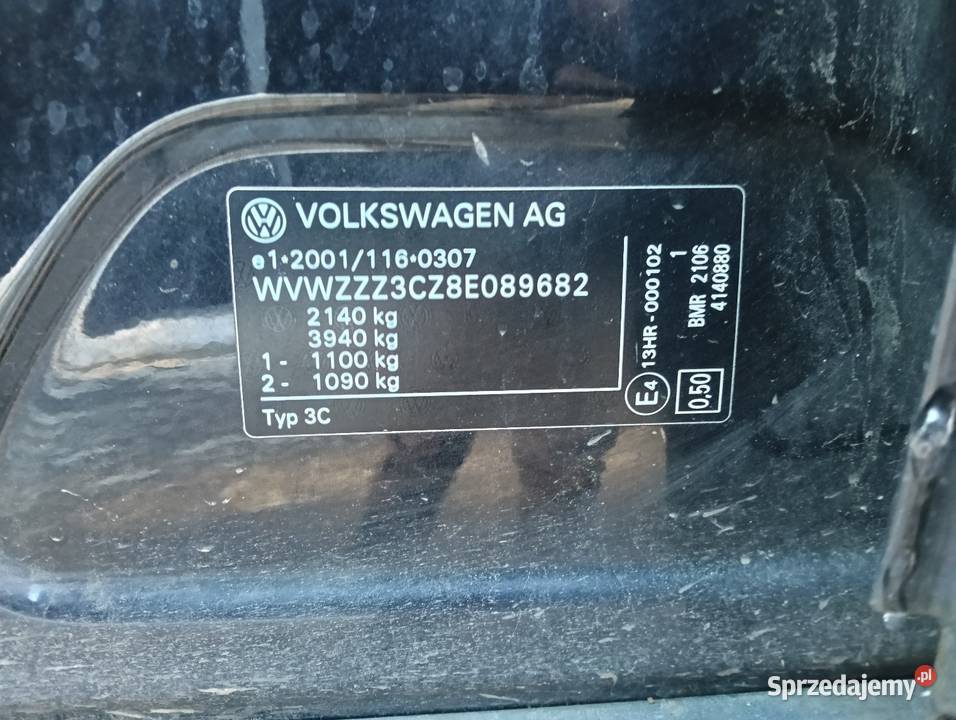 VOLKSWAGEN AG
e1*2001/116*0307
WVWZZZ3CZ8E089682
2140 kg
3940 kg
1 - 1100 kg
2 - 1090 kg
Typ 3C
E4 13HR-000102
1
BMR 2106
4140880
0,50
Sprzedajemy.pl